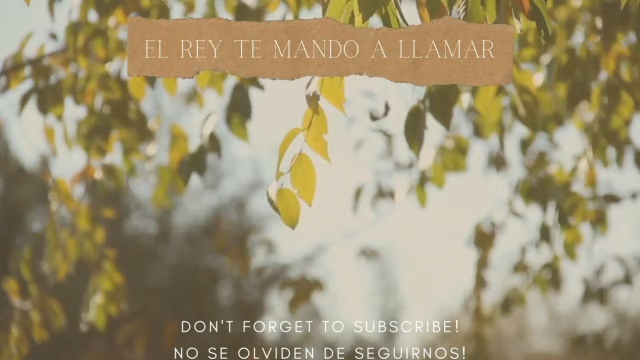 EL REY TE MANDO A LLAMAR
DON'T FORGET TO SUBSCRIBE!
NO SE OLVIDEN DE SEGUIRNOS!